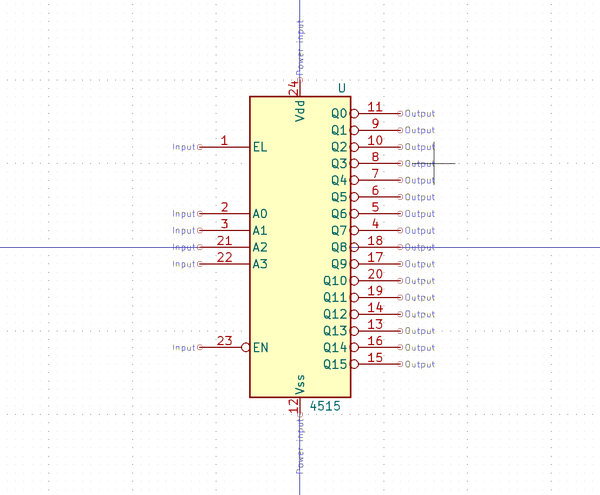 Power input
24
U
Vdd
Q0 11 Output
Q1 9 Output
Input 1 EL Q2 10 Output
Q3 8 Output
Q4 7 Output
Q5 6 Output
Input 2 A0 Q6 5 Output
Input 3 A1 Q7 4 Output
Input 21 A2 Q8 18 Output
Input 22 A3 Q9 17 Output
Q10 20 Output
Q11 19 Output
Q12 14 Output
Q13 13 Output
Input 23 EN Q14 16 Output
Q15 15 Output
Vss
12
4515
Power input